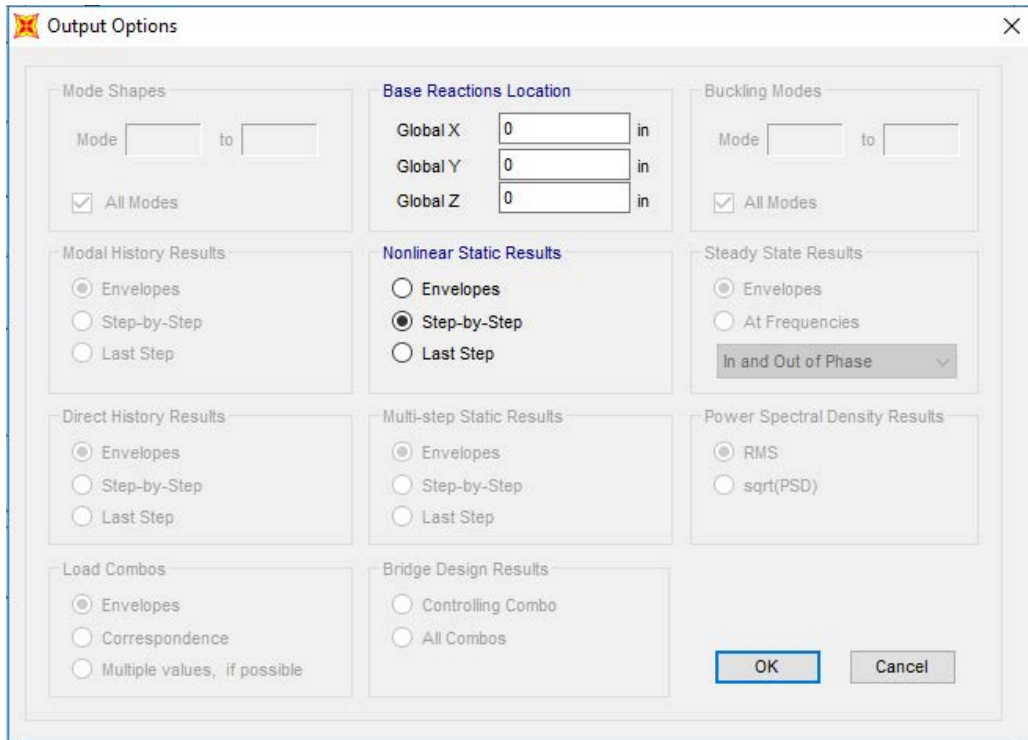 Output Options
Mode Shapes
Mode to
All Modes
Base Reactions Location
Global X 0 in
Global Y 0 in
Global Z 0 in
Buckling Modes
Mode to
All Modes
Modal History Results
Envelopes
Step-by-Step
Last Step
Nonlinear Static Results
Envelopes
Step-by-Step
Last Step
Steady State Results
Envelopes
At Frequencies
In and Out of Phase
Direct History Results
Envelopes
Step-by-Step
Last Step
Multi-step Static Results
Envelopes
Step-by-Step
Last Step
Power Spectral Density Results
RMS
sqrt(PSD)
Load Combos
Envelopes
Correspondence
Multiple values, if possible
Bridge Design Results
Controlling Combo
All Combos
OK
Cancel